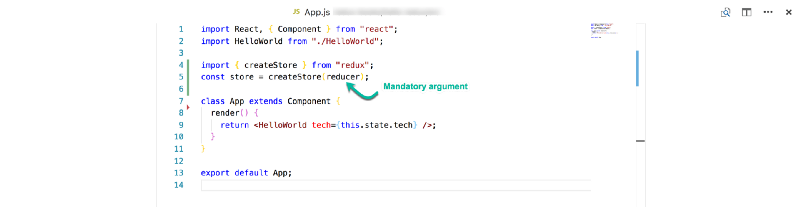 JS App.js
1 import React, { Component } from "react";
2 import HelloWorld from "./HelloWorld";
3
4 import { createStore } from "redux";
5 const store = createStore(reducer);
Mandatory argument
6
7 class App extends Component {
8 render() {
9 return <HelloWorld tech={this.state.tech} />;
10 }
11 }
12
13 export default App;
14